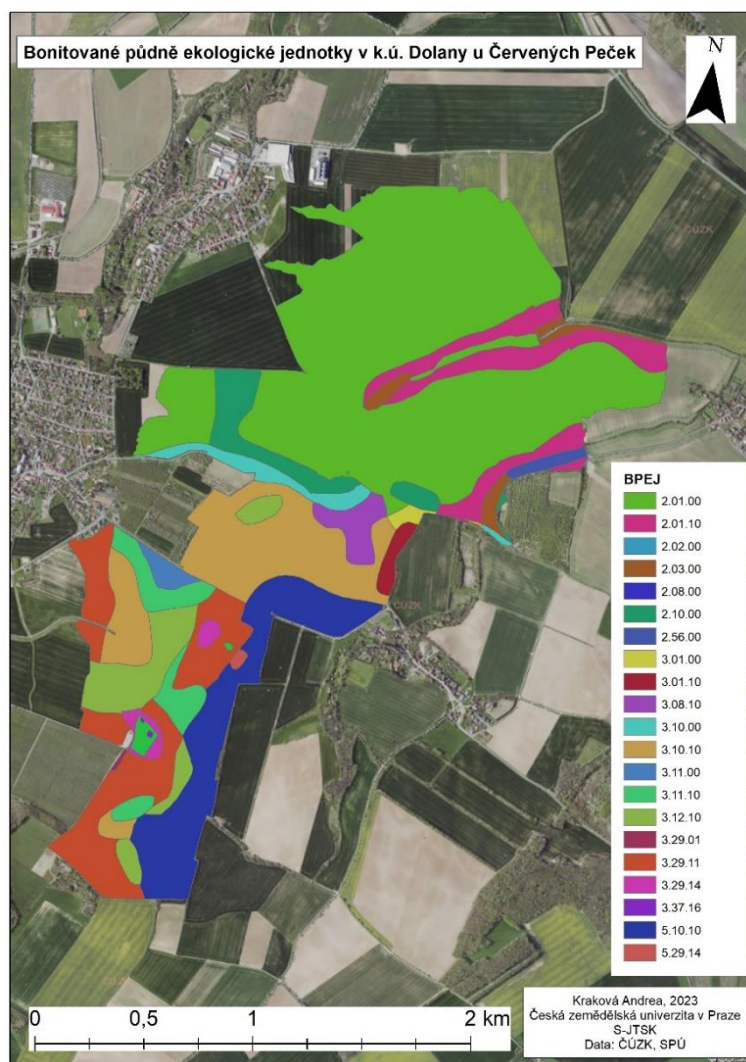 Bonitované půdně ekologické jednotky v k.ú. Dolany u Červených Peček
N
ČÚZK
ČÚZK
ČÚZK
BPEJ
2.01.00
2.01.10
2.02.00
2.03.00
2.08.00
2.10.00
2.56.00
3.01.00
3.01.10
3.08.10
3.10.00
3.10.10
3.11.00
3.11.10
3.12.10
3.29.01
3.29.11
3.29.14
3.37.16
5.10.10
5.29.14
0 0,5 1 2 km
Kraková Andrea, 2023
Česká zemědělská univerzita v Praze
S-JTSK
Data: ČÚZK, SPÚ